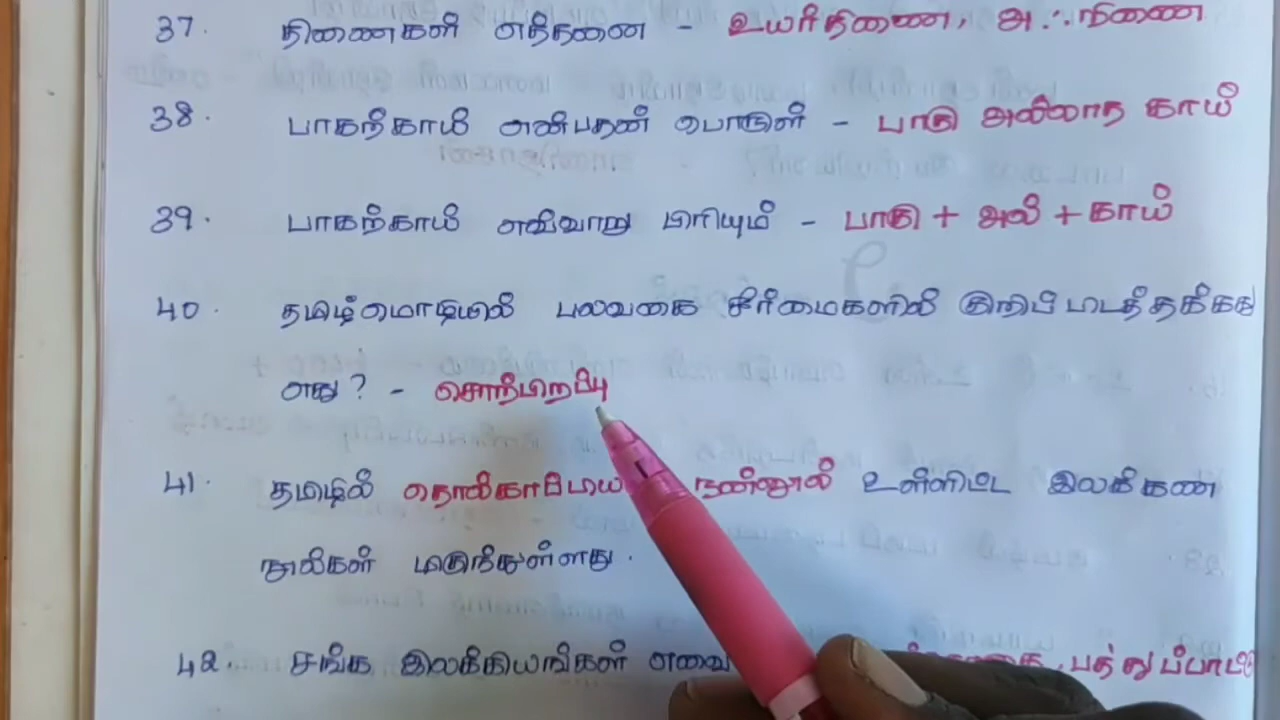 37. திணைகள் எத்தனை - உயர்திணை, அஃறிணை
38. பாகற்காய் என்பதன் பொருள் - பாகு அல்லாத காய்
39. பாகற்காய் எவ்வாறு பிரியும் - பாகு + அல் + காய்
40. தமிழ்மொழியில் பலவகை சீர்மைகளில் குறிப்பிடத்தக்கது
எது? - சொற்சிறப்பு
41. தமிழில் நன்னூல் உள்ளிட்ட இலக்கண
நூல்கள் மிகுந்துள்ளது.
42. சங்க இலக்கியங்கள் எவை பத்துப்பாட்டு